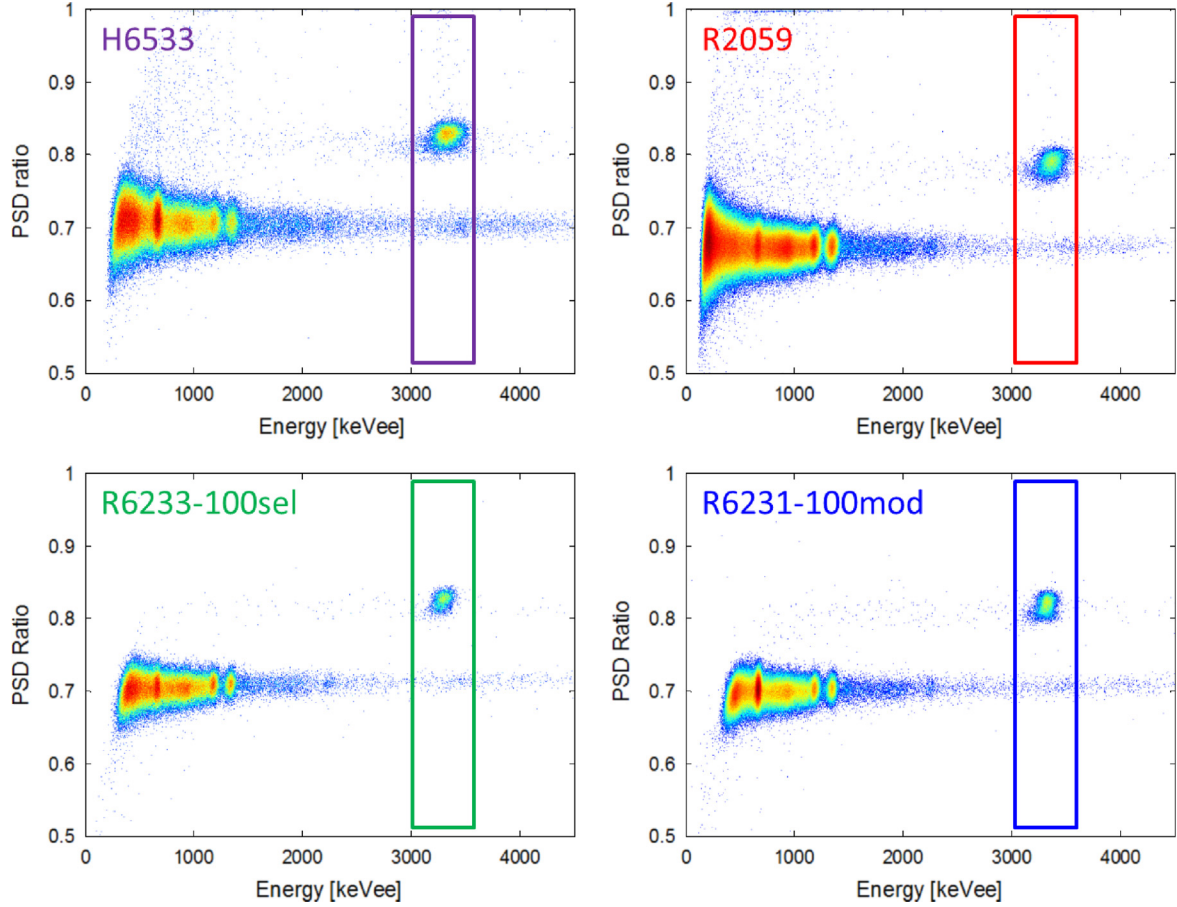 H6533
PSD ratio
1
0.9
0.8
0.7
0.6
0.5
0 1000 2000 3000 4000
Energy [keVee]
R2059
PSD ratio
1
0.9
0.8
0.7
0.6
0.5
0 1000 2000 3000 4000
Energy [keVee]
R6233-100sel
PSD Ratio
1
0.9
0.8
0.7
0.6
0.5
0 1000 2000 3000 4000
Energy [keVee]
R6231-100mod
PSD Ratio
1
0.9
0.8
0.7
0.6
0.5
0 1000 2000 3000 4000
Energy [keVee]